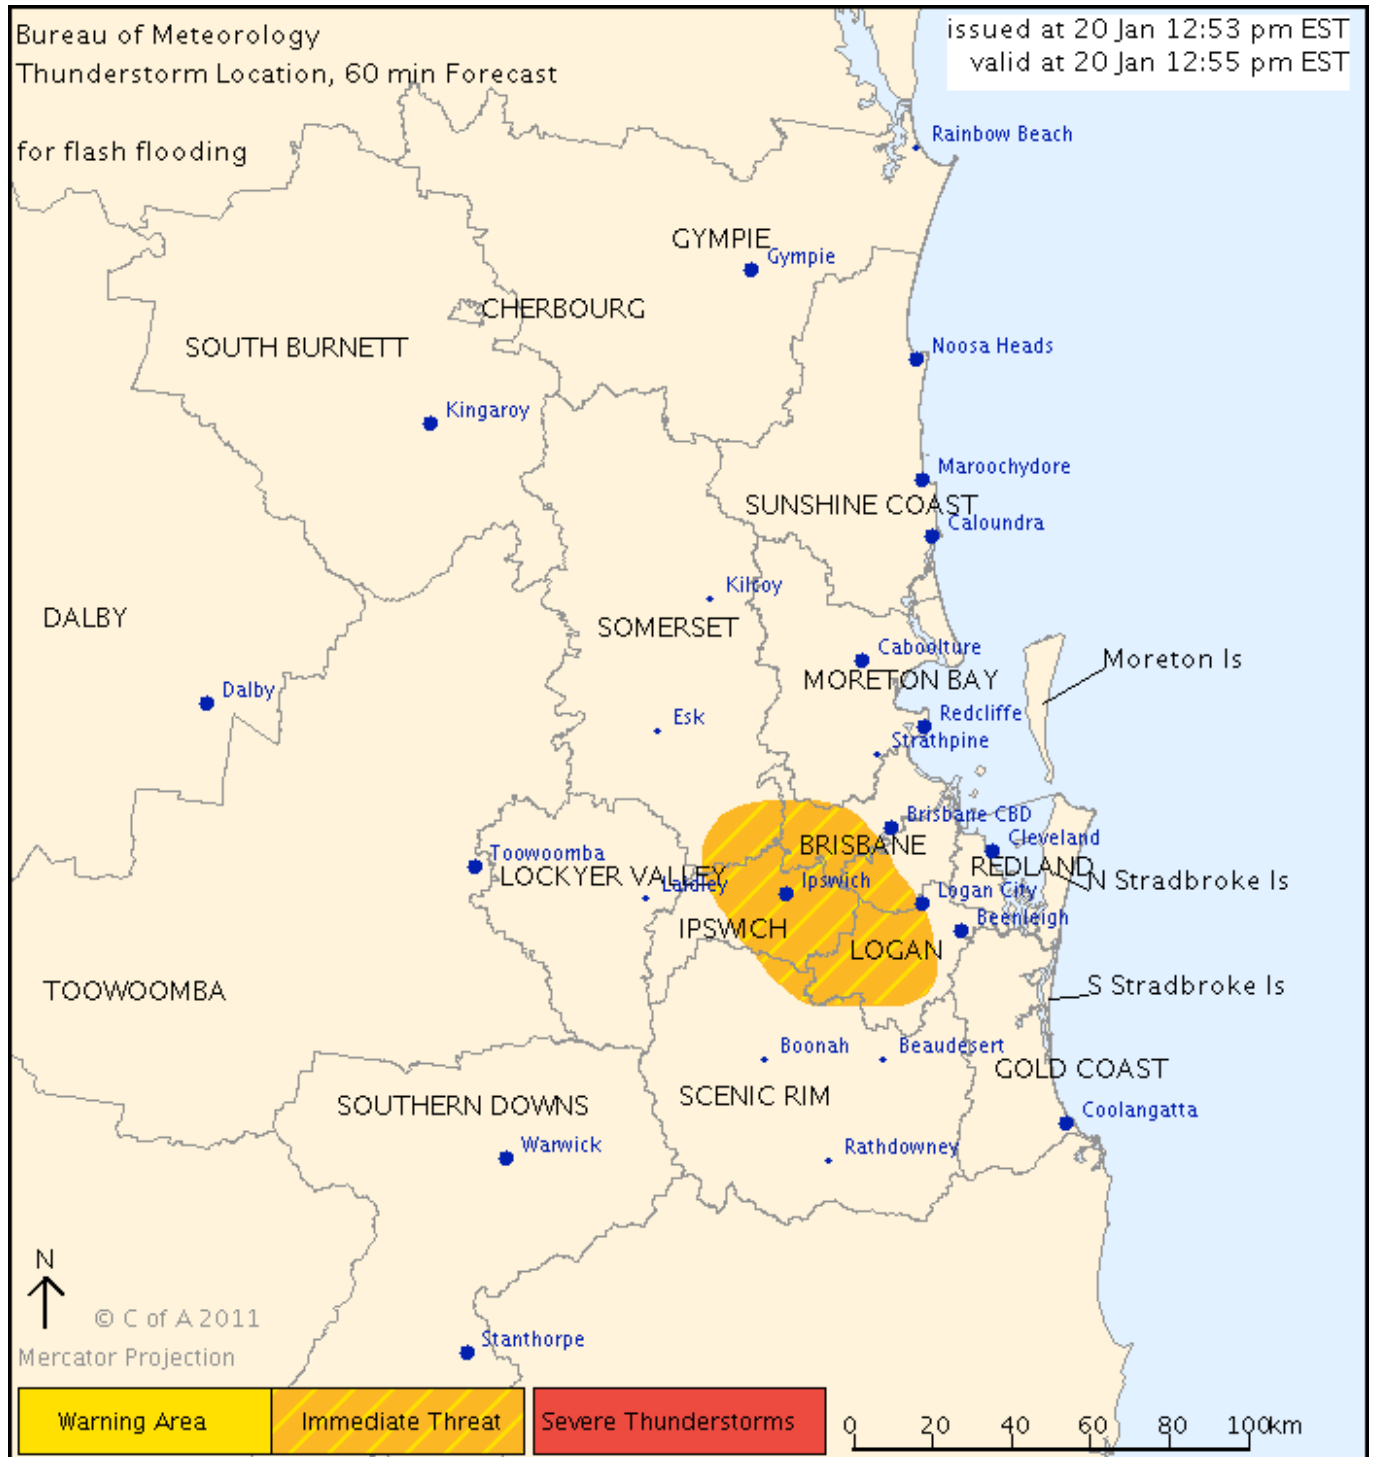 Bureau of Meteorology
Thunderstorm Location, 60 min Forecast
for flash flooding
issued at 20 Jan 12:53 pm EST
valid at 20 Jan 12:55 pm EST
Rainbow Beach
GYMPIE
Gympie
CHERBOURG
SOUTH BURNETT
Noosa Heads
Kingaroy
Maroochydore
SUNSHINE COAST
Caloundra
Kilcoy
DALBY
SOMERSET
Caboolture
Moreton Is
MORETON BAY
Dalby
Redcliffe
Esk
Strathpine
Brisbane CBD
Cleveland
BRISBANE
Toowoomba
REDLAND
LOCKYER VALLEY
Laidley
Ipswich
Logan City
N Stradbroke Is
Beenleigh
IPSWICH
LOGAN
TOOWOOMBA
S Stradbroke Is
Boonah
Beaudesert
GOLD COAST
SCENIC RIM
SOUTHERN DOWNS
Coolangatta
Warwick
Rathdowney
N
© C of A 2011
Stanthorpe
Mercator Projection
Warning Area
Immediate Threat
Severe Thunderstorms
0 20 40 60 80 100km